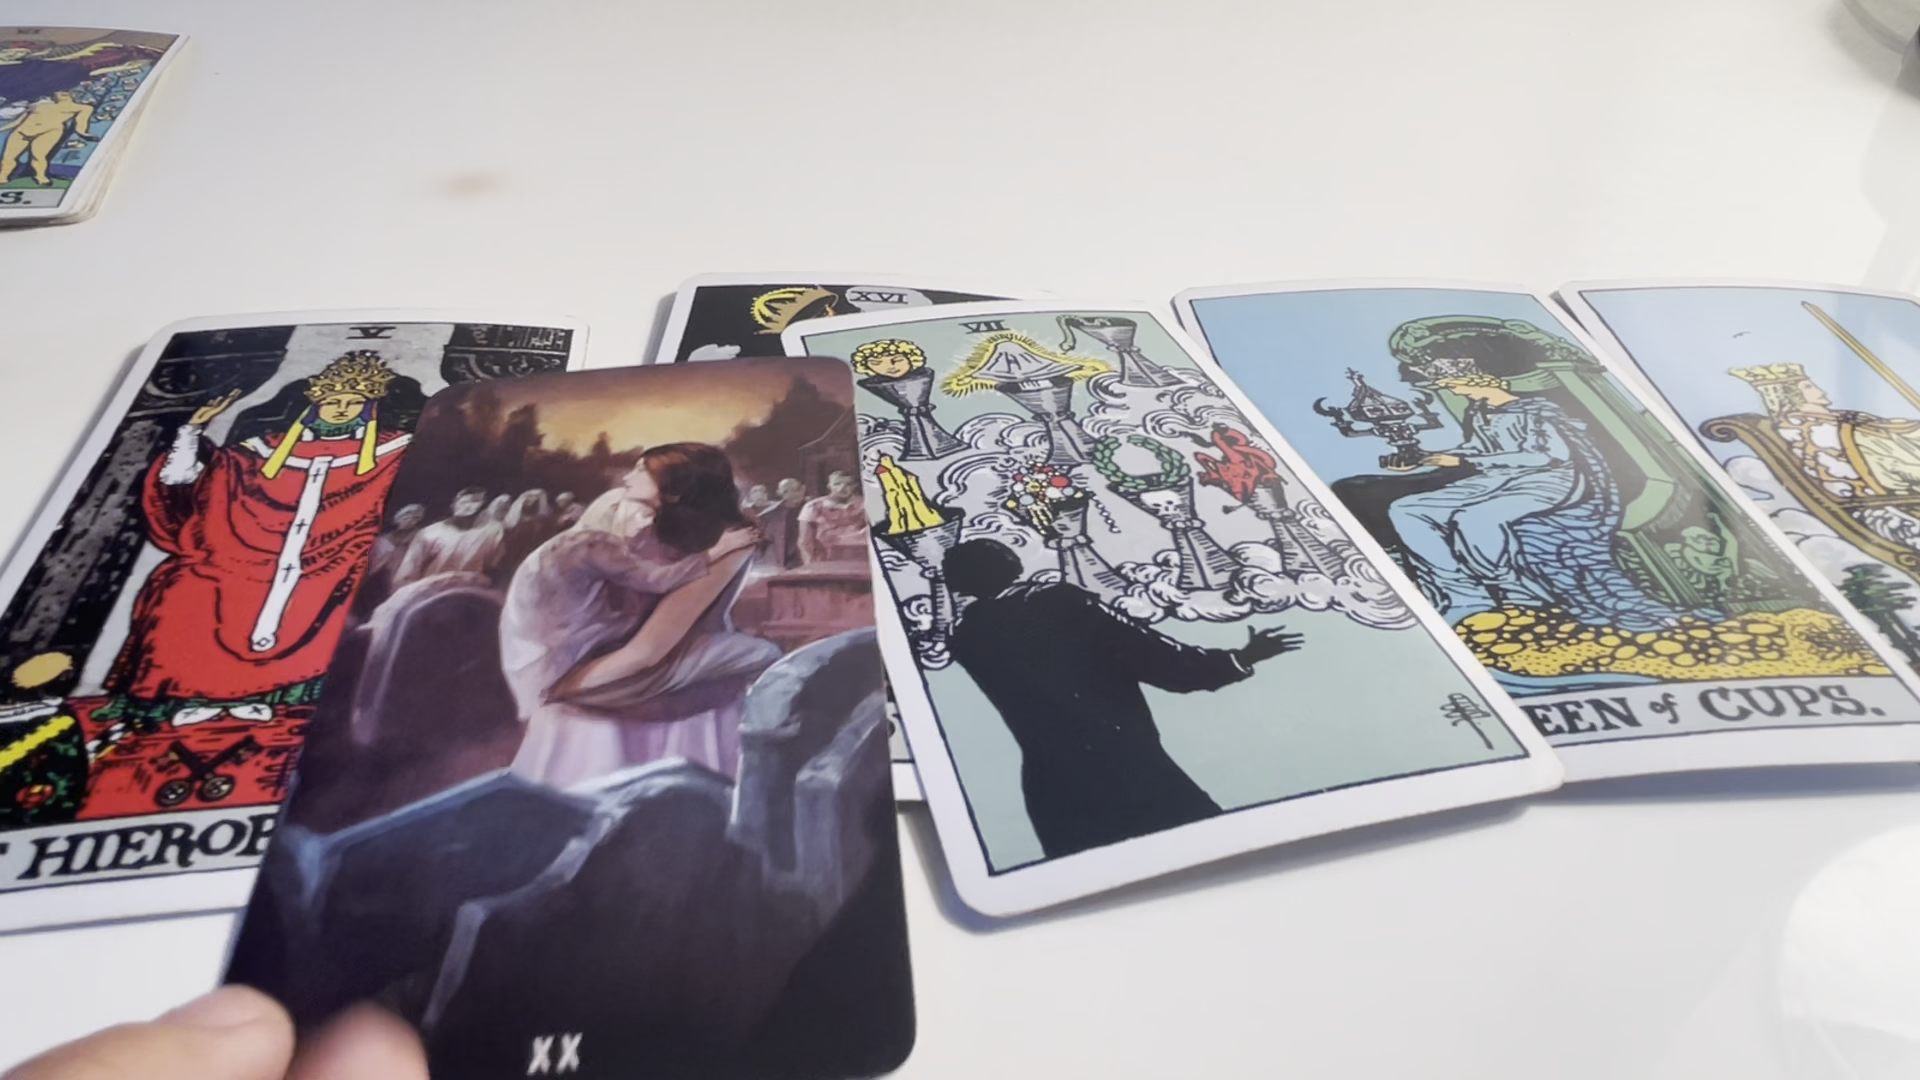 S.
V
HIEROP
XVI
VII
EEN of CUPS.
XX